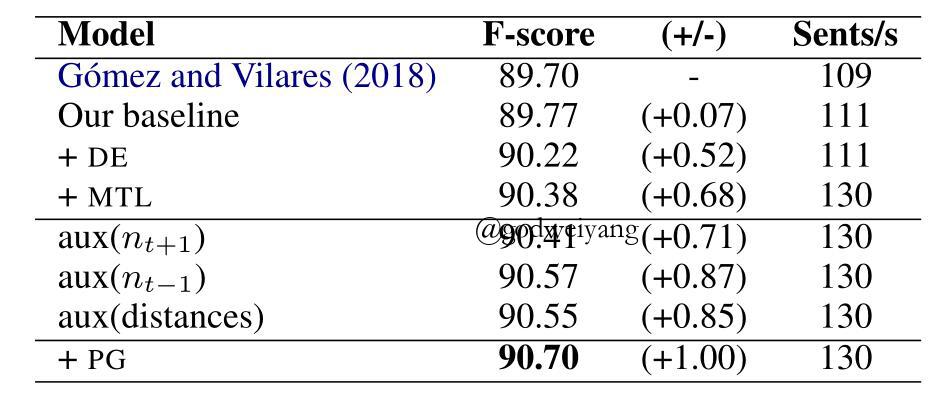 Model F-score (+/-) Sents/s
Gómez and Vilares (2018) 89.70 - 109
Our baseline 89.77 (+0.07) 111
+ DE 90.22 (+0.52) 111
+ MTL 90.38 (+0.68) 130
@godweiyang
aux(nₜ₊₁) 90.41 (+0.71) 130
aux(nₜ₋₁) 90.57 (+0.87) 130
aux(distances) 90.55 (+0.85) 130
+ PG 90.70 (+1.00) 130